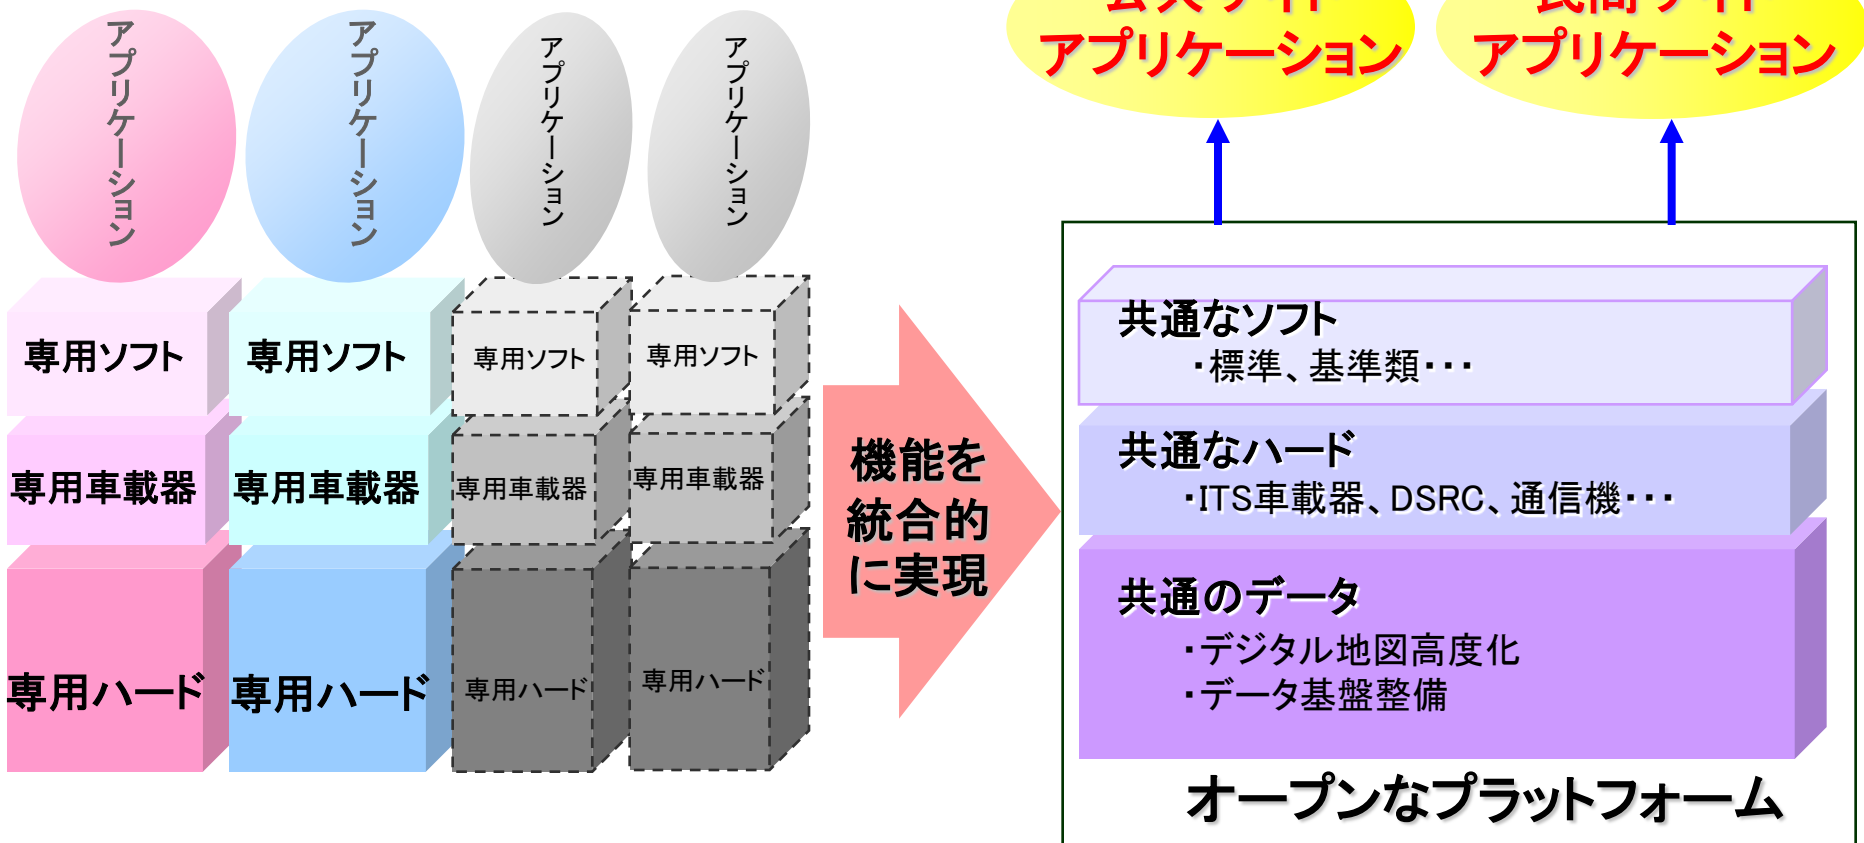 アプリケーション
アプリケーション
アプリケーション
アプリケーション
専用ソフト
専用ソフト
専用ソフト
専用ソフト
専用車載器
専用車載器
専用車載器
専用車載器
専用ハード
専用ハード
専用ハード
専用ハード
機能を
統合的
に実現
アプリケーション
民間サイド
アプリケーション
共通なソフト
・標準、基準類・・・
共通なハード
・ITS車載器、DSRC、通信機・・・
共通のデータ
・デジタル地図高度化
・データ基盤整備
オープンなプラットフォーム